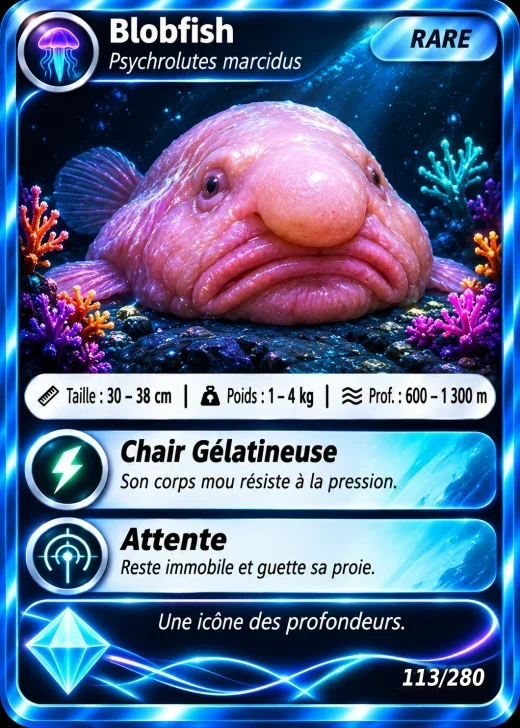 Blobfish
RARE
Psychrolutes marcidus
Taille : 30 – 38 cm | Poids : 1 – 4 kg | Prof. : 600 – 1 300 m
Chair Gélatineuse
Son corps mou résiste à la pression.
Attente
Reste immobile et guette sa proie.
Une icône des profondeurs.
113/280